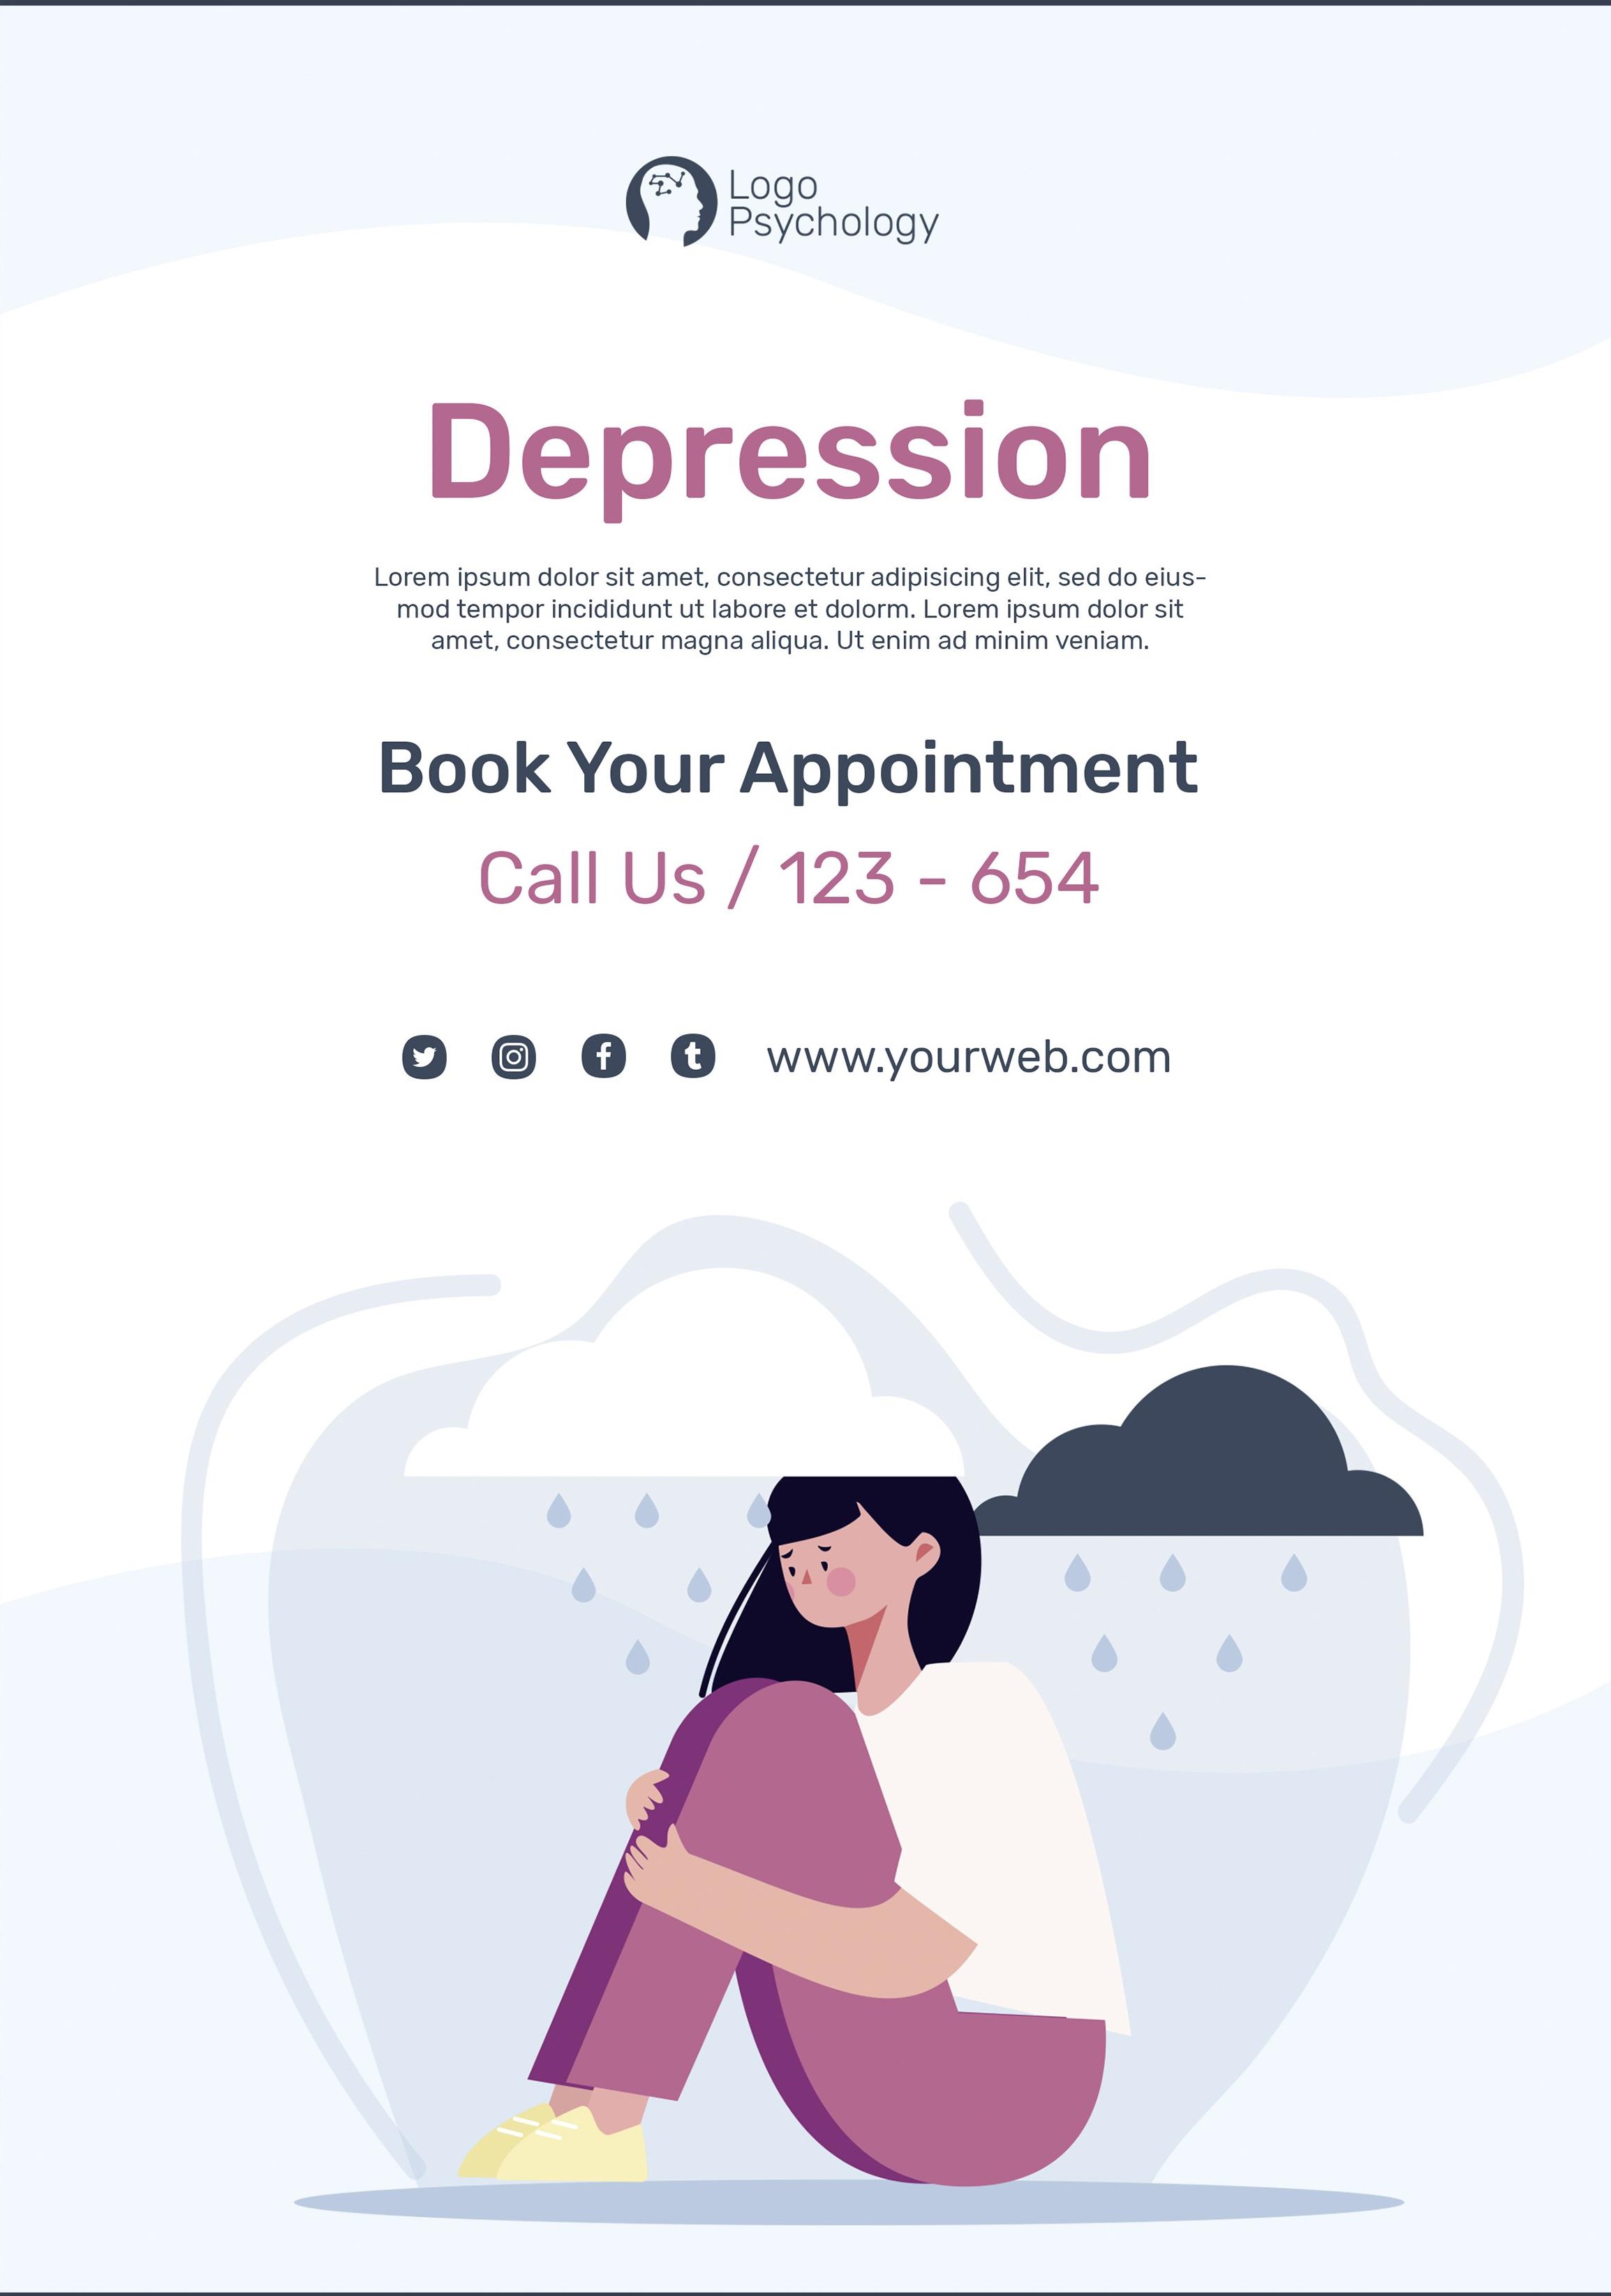 Logo
Psychology
Depression
Lorem ipsum dolor sit amet, consectetur adipisicing elit, sed do eius-
mod tempor incididunt ut labore et dolorm. Lorem ipsum dolor sit
amet, consectetur magna aliqua. Ut enim ad minim veniam.
Book Your Appointment
Call Us / 123 - 654
www.yourweb.com